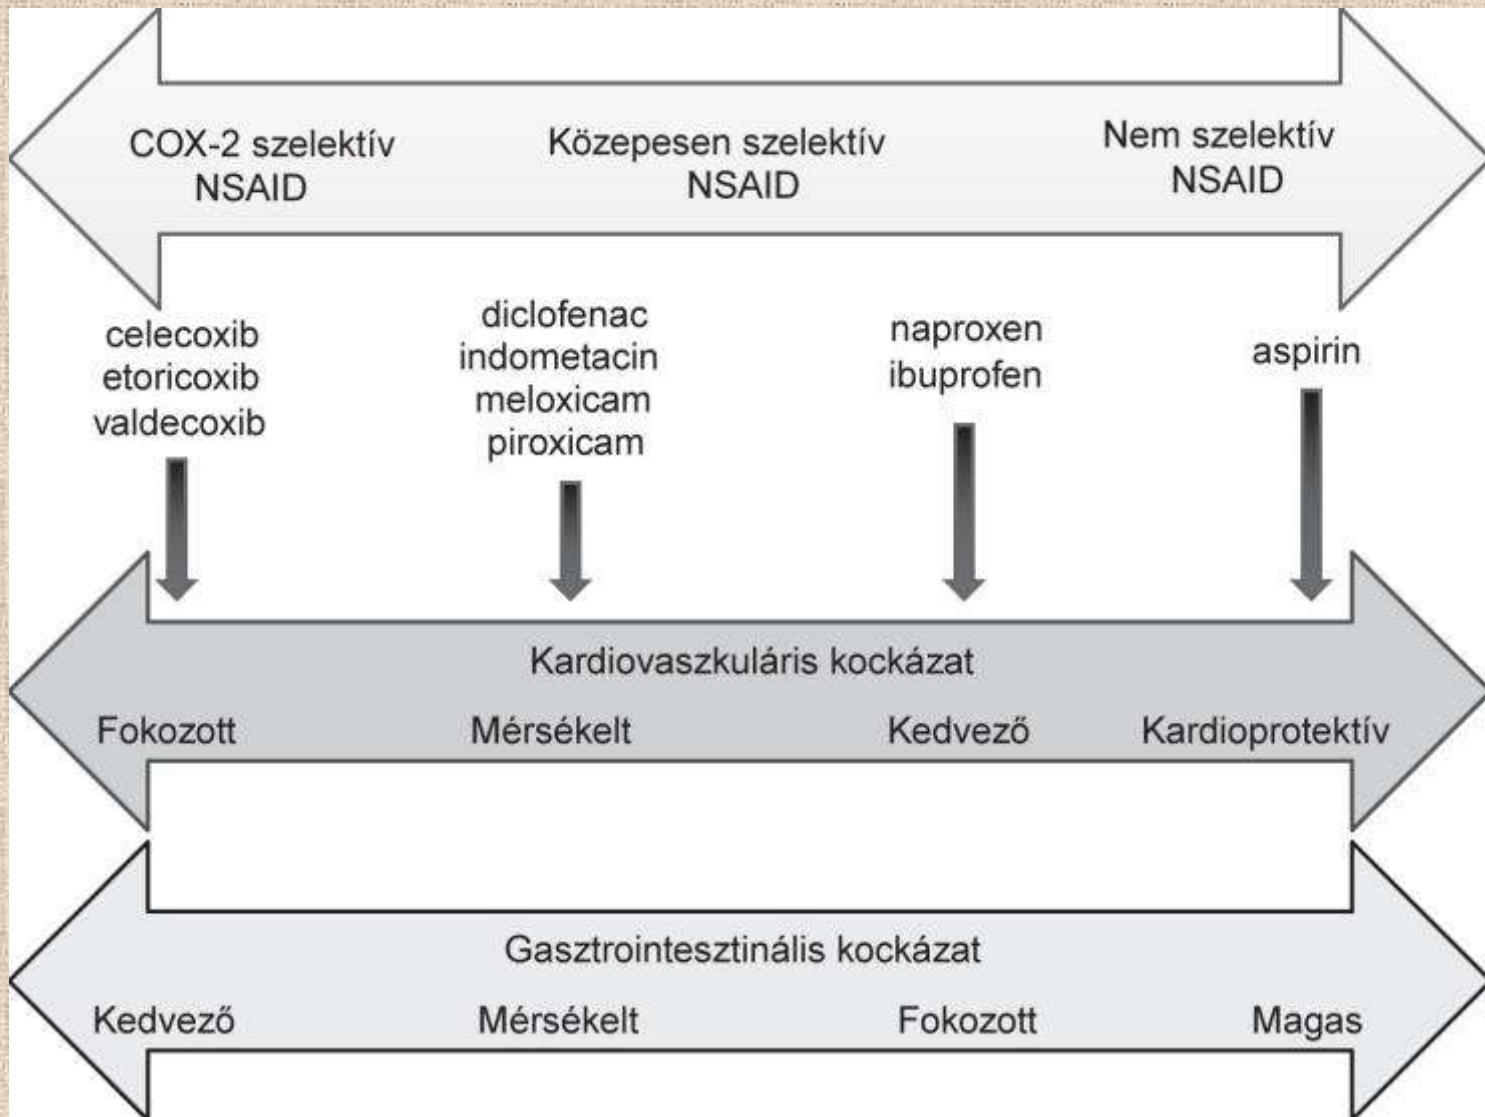 COX-2 szelektív
NSAID
Közepesen szelektív
NSAID
Nem szelektív
NSAID
celecoxib
etoricoxib
valdecoxib
diclofenac
indometacin
meloxicam
piroxicam
naproxen
ibuprofen
aspirin
Kardiovaszkuláris kockázat
Fokozott Mérsékelt Kedvező Kardioprotektív
Gasztrointesztinális kockázat
Kedvező Mérsékelt Fokozott Magas